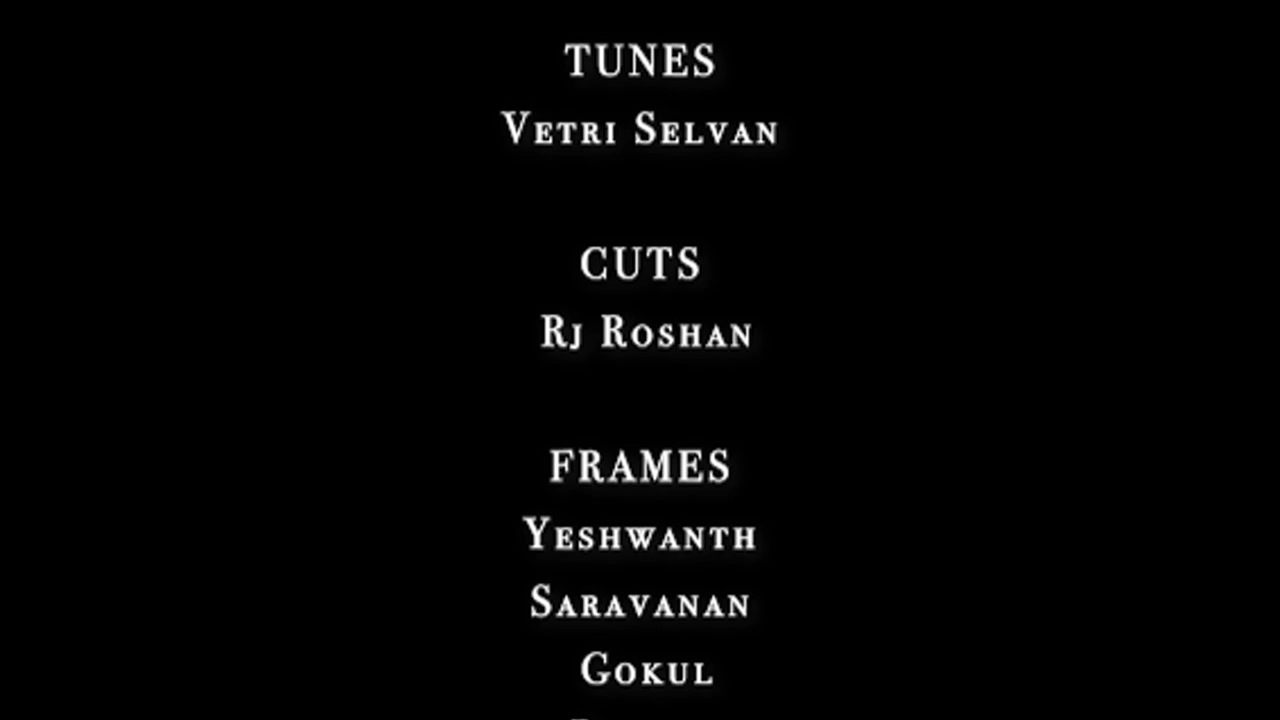 TUNES
Vetri Selvan
CUTS
Rj Roshan
FRAMES
Yeshwanth
Saravanan
Gokul